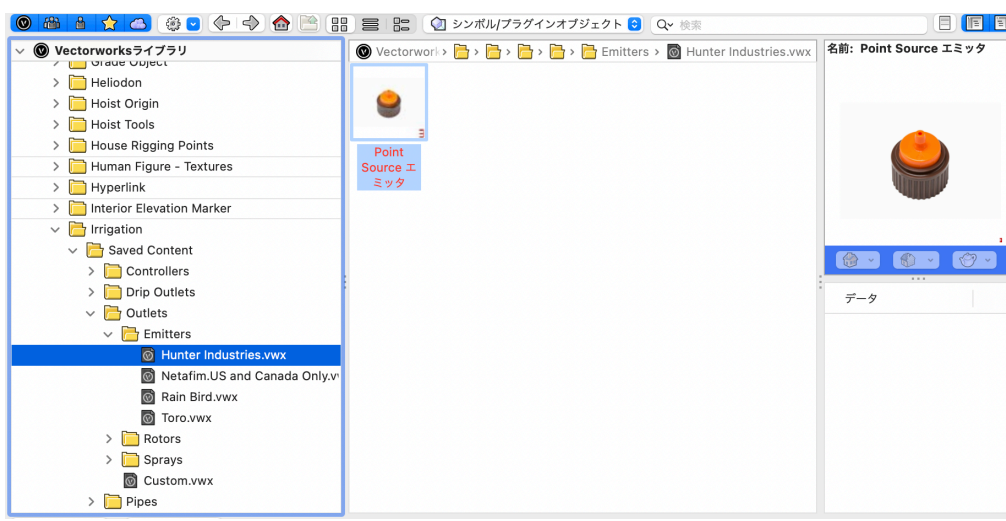 シンボル/プラグインオブジェクト
検索
Vectorworksライブラリ
Grade Object
Heliodon
Hoist Origin
Hoist Tools
House Rigging Points
Human Figure - Textures
Hyperlink
Interior Elevation Marker
Irrigation
Saved Content
Controllers
Drip Outlets
Outlets
Emitters
Hunter Industries.vwx
Netafim.US and Canada Only.v
Rain Bird.vwx
Toro.vwx
Rotors
Sprays
Custom.vwx
Pipes
Vectorwor
Emitters
Hunter Industries.vwx
Point
Source エ
ミッタ
名前: Point Source エミッタ
データ